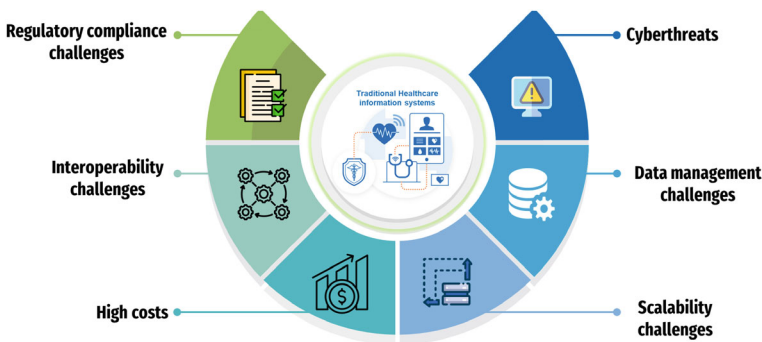 Regulatory compliance
challenges
Cyberthreats
Traditional Healthcare
information systems
Interoperability
challenges
Data management
challenges
$
High costs
Scalability
challenges